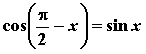 cos(π/2 − x) = sin x